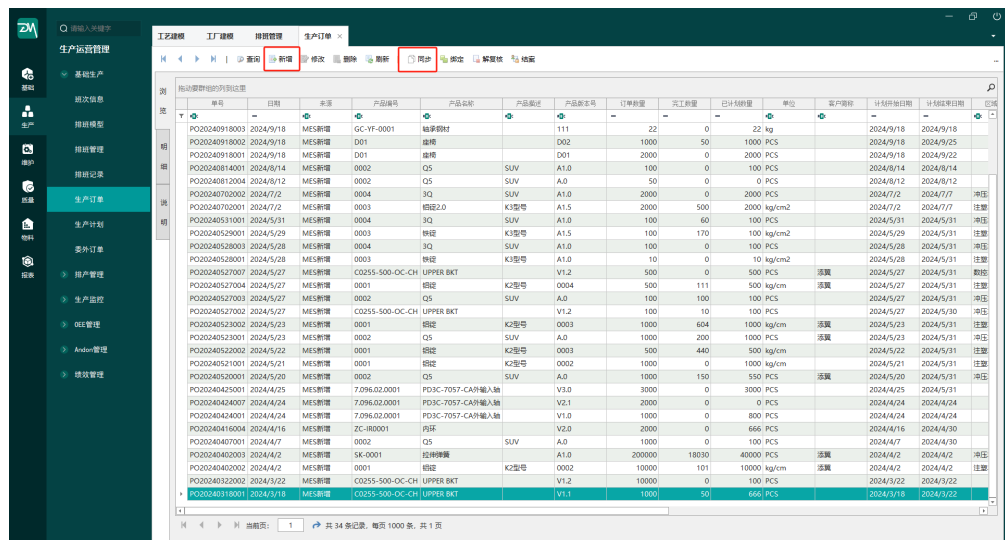 ZM
请输入关键字
工艺建模 工厂建模 排班管理 生产订单 ×
生产运营管理
查询 新增 修改 删除 刷新 同步 绑定 解复核 结案
基础
生产
维护
质量
物料
报表
基础生产
班次信息
排班模型
排班管理
排班记录
生产订单
生产计划
委外订单
排产管理
生产监控
OEE管理
Andon管理
绩效管理
浏览
明细
说明
拖动要群组的列到这里
单号 日期 来源 产品编号 产品名称 产品描述 产品版本号 订单数量 完工数量 已计划数量 单位 客户简称 计划开始日期 计划结束日期 区域
PO20240918003 2024/9/18 MES新增 GC-YF-0001 轴承钢材 111 22 0 22 kg 2024/9/18 2024/9/18
PO20240918002 2024/9/18 MES新增 D01 座椅 D02 1000 50 1000 PCS 2024/9/18 2024/9/25
PO20240918001 2024/9/18 MES新增 D01 座椅 D01 2000 0 2000 PCS 2024/9/18 2024/9/22
PO20240814001 2024/8/14 MES新增 0002 Q5 SUV A1.0 100 0 100 PCS 2024/8/14 2024/8/14
PO20240812004 2024/8/12 MES新增 0002 Q5 SUV A.0 50 0 0 PCS 2024/8/12 2024/8/12
PO20240702002 2024/7/2 MES新增 0004 3Q SUV A1.0 2000 0 2000 PCS 2024/7/2 2024/7/7 冲压
PO20240702001 2024/7/2 MES新增 0003 铝锭2.0 K3型号 A1.5 2000 500 2000 kg/cm2 2024/7/2 2024/7/7 注塑
PO20240531001 2024/5/31 MES新增 0004 3Q SUV A1.0 100 60 100 PCS 2024/5/31 2024/5/31 冲压
PO20240529001 2024/5/29 MES新增 0003 铁锭 K3型号 A1.5 100 170 100 kg/cm2 2024/5/29 2024/5/31 注塑
PO20240528003 2024/5/28 MES新增 0004 3Q SUV A1.0 100 0 100 PCS 2024/5/28 2024/5/31 冲压
PO20240528001 2024/5/28 MES新增 0003 铁锭 K3型号 A1.0 10 0 10 kg/cm2 2024/5/28 2024/5/31 注塑
PO20240527007 2024/5/27 MES新增 C0255-500-OC-CH UPPER BKT V1.2 500 0 500 PCS 添翼 2024/5/27 2024/5/31 数控
PO20240527004 2024/5/27 MES新增 0001 铝锭 K2型号 0004 500 111 500 kg/cm 添翼 2024/5/27 2024/5/31 注塑
PO20240527003 2024/5/27 MES新增 0002 Q5 SUV A.0 100 100 100 PCS 2024/5/27 2024/5/31 冲压
PO20240527002 2024/5/27 MES新增 C0255-500-OC-CH UPPER BKT V1.2 100 10 100 PCS 2024/5/27 2024/5/30 冲压
PO20240523002 2024/5/23 MES新增 0001 铝锭 K2型号 0003 1000 604 1000 kg/cm 添翼 2024/5/23 2024/5/31 注塑
PO20240523001 2024/5/23 MES新增 0002 Q5 SUV A.0 1000 200 1000 PCS 添翼 2024/5/23 2024/5/31 冲压
PO20240522002 2024/5/22 MES新增 0001 铝锭 K2型号 0003 500 440 500 kg/cm 2024/5/22 2024/5/31 注塑
PO20240521001 2024/5/21 MES新增 0001 铝锭 K2型号 0002 1000 0 1000 kg/cm 2024/5/21 2024/5/31 注塑
PO20240520001 2024/5/20 MES新增 0002 Q5 SUV A.0 1000 150 550 PCS 添翼 2024/5/20 2024/5/31 冲压
PO20240425001 2024/4/25 MES新增 7.096.02.0001 PD3C-7057-CA外输入轴 V3.0 3000 0 3000 PCS 2024/4/25 2024/5/31
PO20240424007 2024/4/24 MES新增 7.096.02.0001 PD3C-7057-CA外输入轴 V2.1 2000 0 0 PCS 2024/4/24 2024/4/24
PO20240424001 2024/4/24 MES新增 7.096.02.0001 PD3C-7057-CA外输入轴 V1.0 1000 0 800 PCS 2024/4/24 2024/4/24
PO20240416004 2024/4/16 MES新增 ZC-IR0001 内环 V2.0 2000 0 666 PCS 2024/4/16 2024/4/30
PO20240407001 2024/4/7 MES新增 0002 Q5 SUV A.0 1000 0 100 PCS 2024/4/7 2024/4/30
PO20240402003 2024/4/2 MES新增 SK-0001 拉伸弹簧 A1.0 200000 18030 40000 PCS 添翼 2024/4/2 2024/4/2 冲压
PO20240402002 2024/4/2 MES新增 0001 铝锭 K2型号 0002 10000 101 10000 kg/cm 添翼 2024/4/2 2024/4/2 注塑
PO20240322002 2024/3/22 MES新增 C0255-500-OC-CH UPPER BKT V1.2 10000 0 100 PCS 2024/3/22 2024/3/22
PO20240318001 2024/3/18 MES新增 C0255-500-OC-CH UPPER BKT V1.1 1000 50 666 PCS 2024/3/18 2024/3/22
当前页: 1 共 34 条记录, 每页 1000 条, 共 1 页